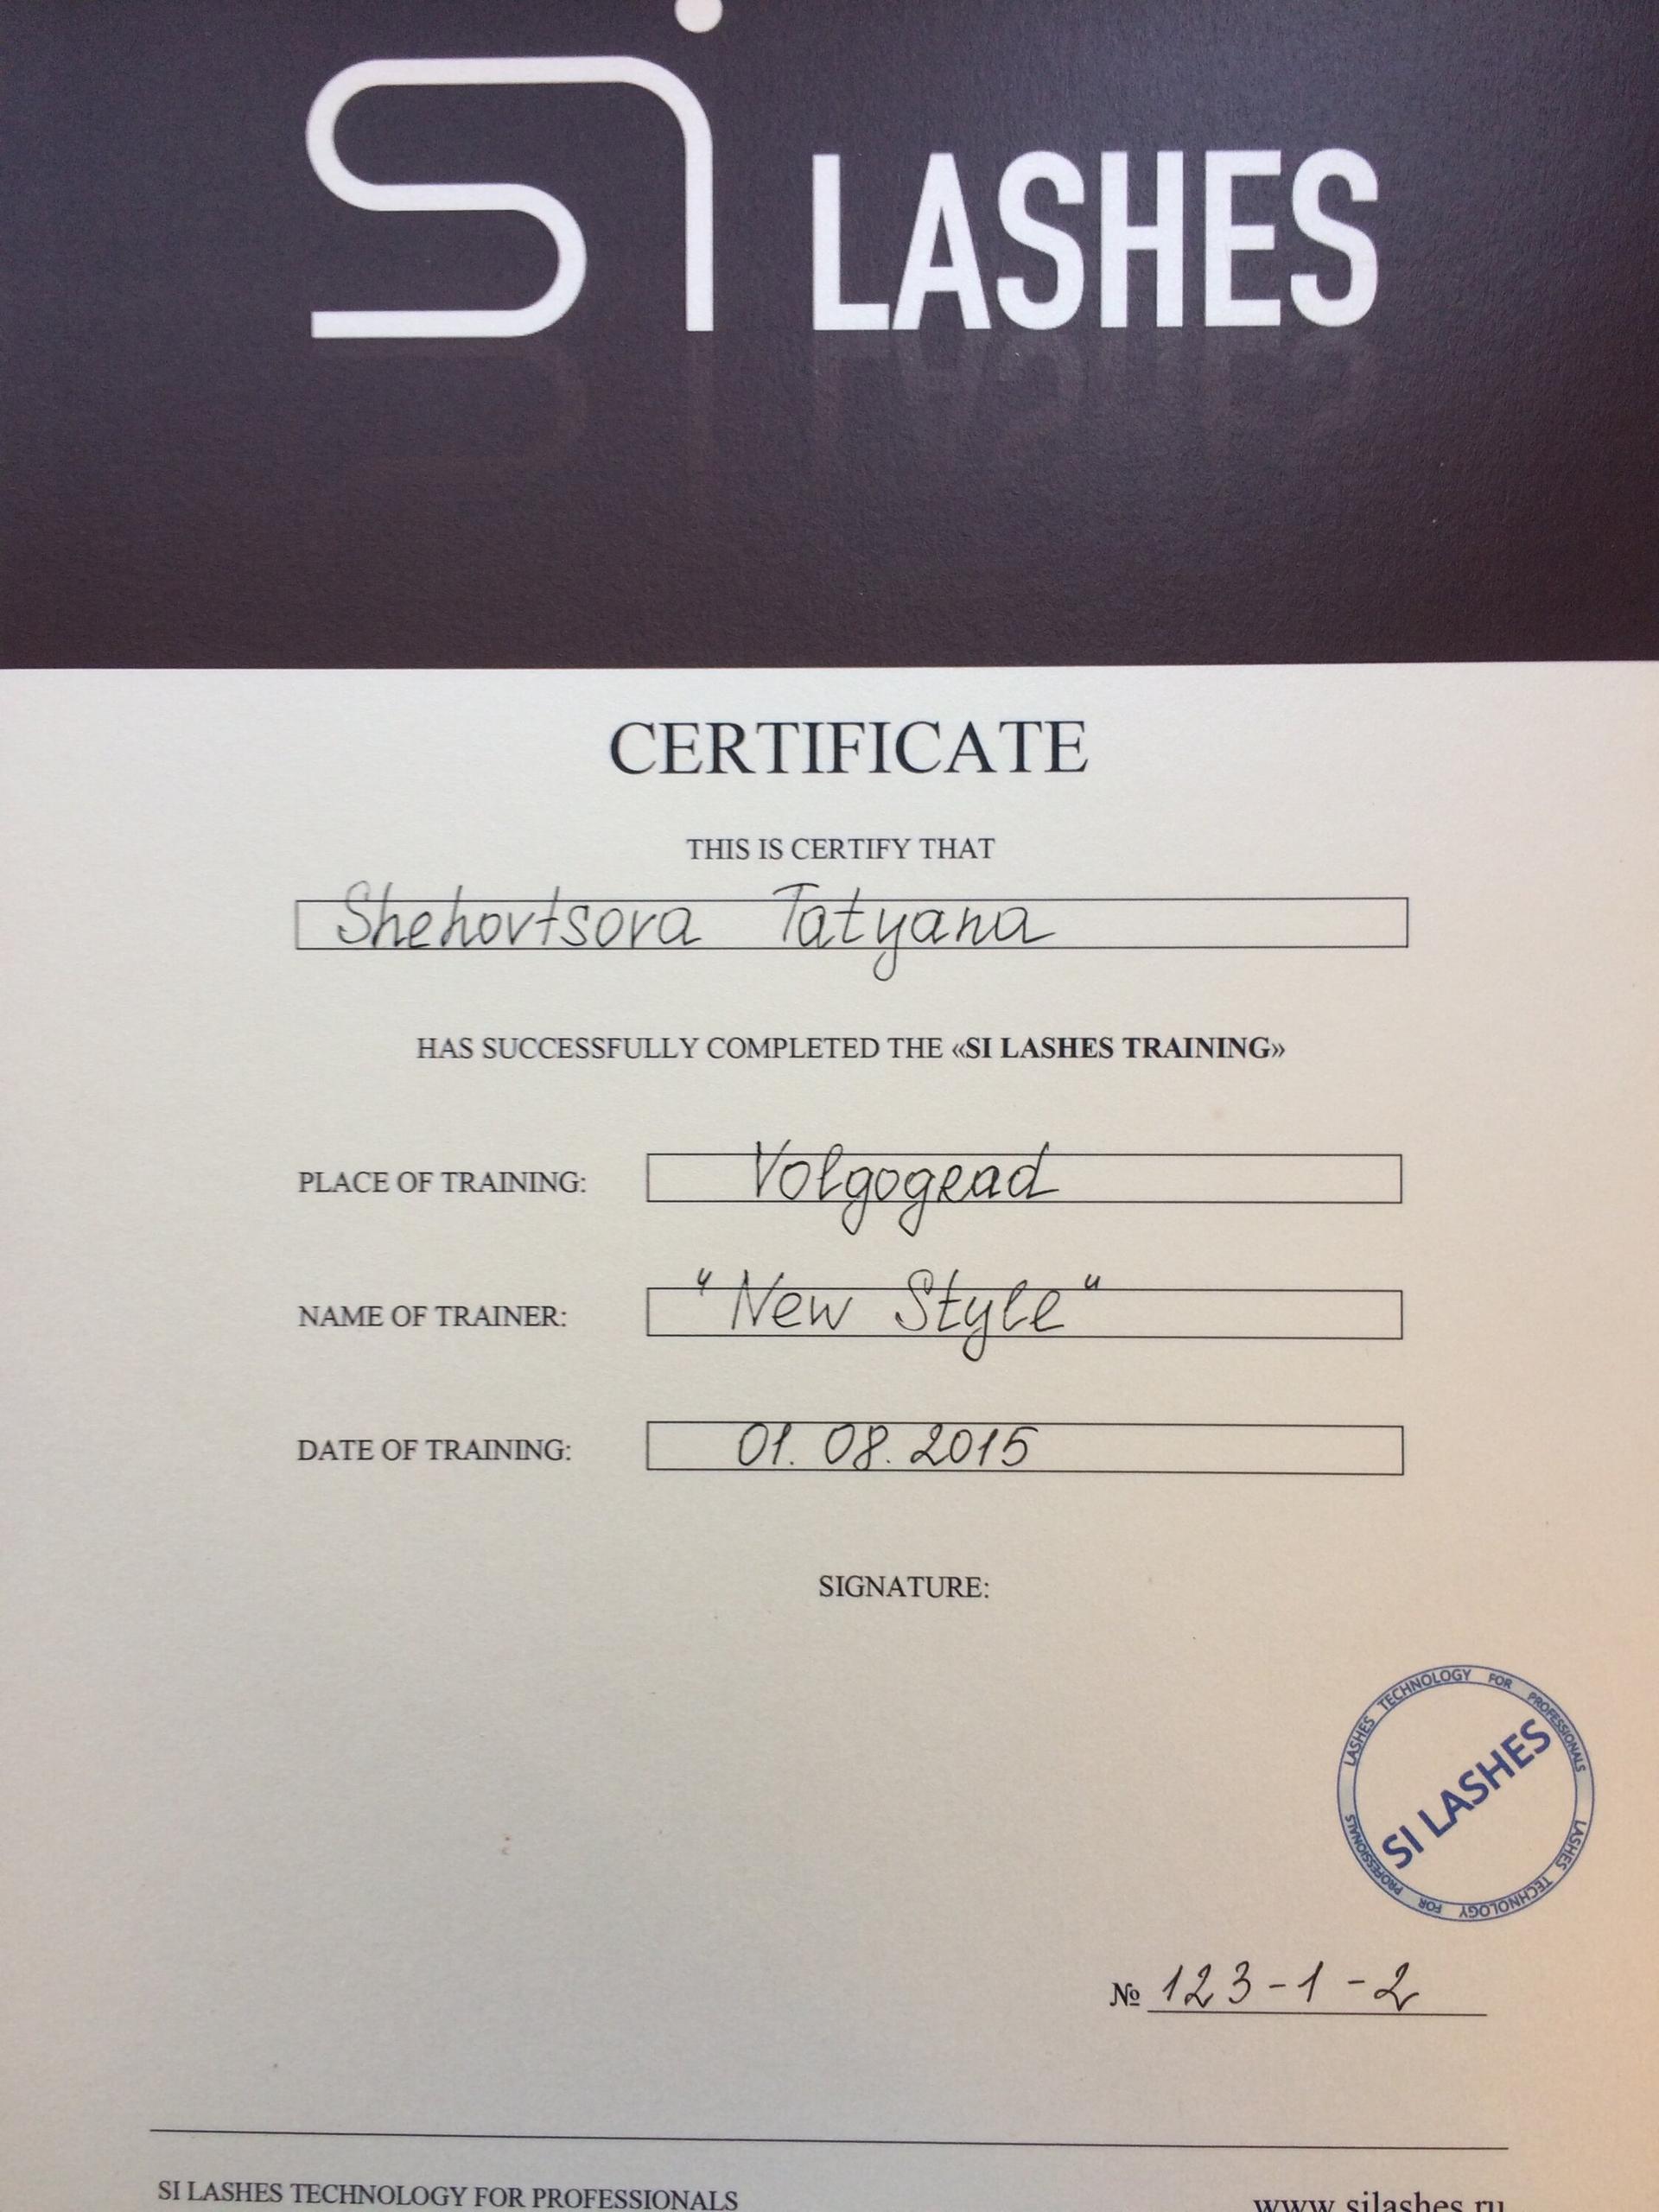 Si LASHES
CERTIFICATE
THIS IS CERTIFY THAT
Shehovtsova Tatyana
HAS SUCCESSFULLY COMPLETED THE «SI LASHES TRAINING»
PLACE OF TRAINING: Volgograd
NAME OF TRAINER: "New Style"
DATE OF TRAINING: 01.08.2015
SIGNATURE:
LASHES TECHNOLOGY FOR PROFESSIONALS
SI LASHES
LASHES TECHNOLOGY FOR PROFESSIONALS
№ 123-1-2
SI LASHES TECHNOLOGY FOR PROFESSIONALS www.silashes.ru